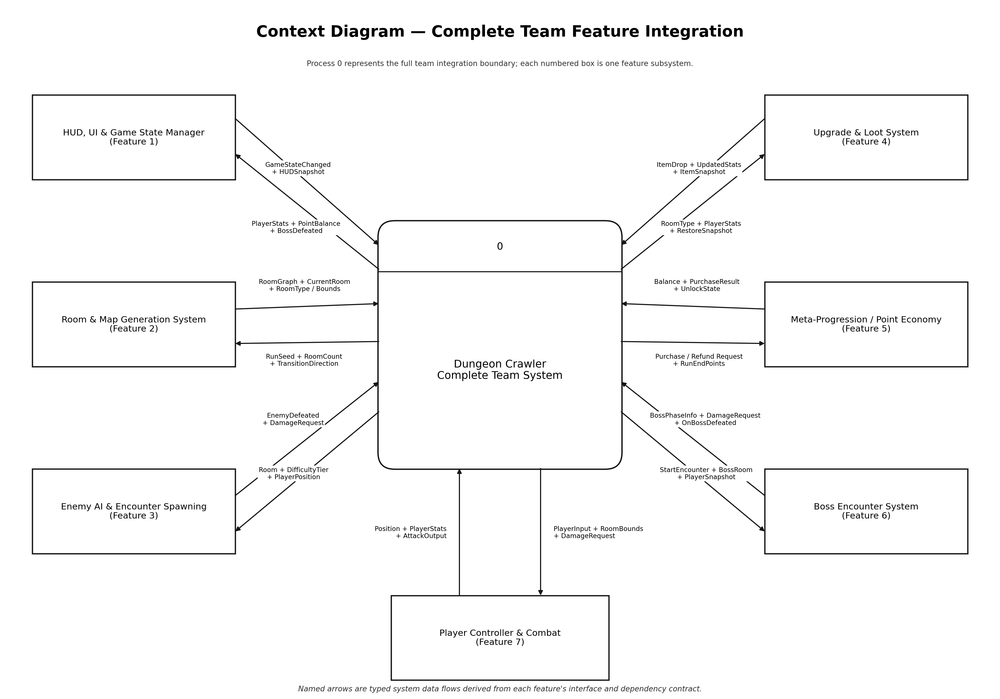 Context Diagram — Complete Team Feature Integration
Process 0 represents the full team integration boundary; each numbered box is one feature subsystem.
HUD, UI & Game State Manager
(Feature 1)
Upgrade & Loot System
(Feature 4)
GameStateChanged
+ HUDSnapshot
ItemDrop + UpdatedStats
+ ItemSnapshot
PlayerStats + PointBalance
+ BossDefeated
RoomType + PlayerStats
+ RestoreSnapshot
0
RoomGraph + CurrentRoom
+ RoomType / Bounds
Balance + PurchaseResult
+ UnlockState
Room & Map Generation System
(Feature 2)
Meta-Progression / Point Economy
(Feature 5)
RunSeed + RoomCount
+ TransitionDirection
Dungeon Crawler
Complete Team System
Purchase / Refund Request
+ RunEndPoints
EnemyDefeated
+ DamageRequest
BossPhaseInfo + DamageRequest
+ OnBossDefeated
Room + DifficultyTier
+ PlayerPosition
StartEncounter + BossRoom
+ PlayerSnapshot
Enemy AI & Encounter Spawning
(Feature 3)
Boss Encounter System
(Feature 6)
Position + PlayerStats
+ AttackOutput
PlayerInput + RoomBounds
+ DamageRequest
Player Controller & Combat
(Feature 7)
Named arrows are typed system data flows derived from each feature's interface and dependency contract.